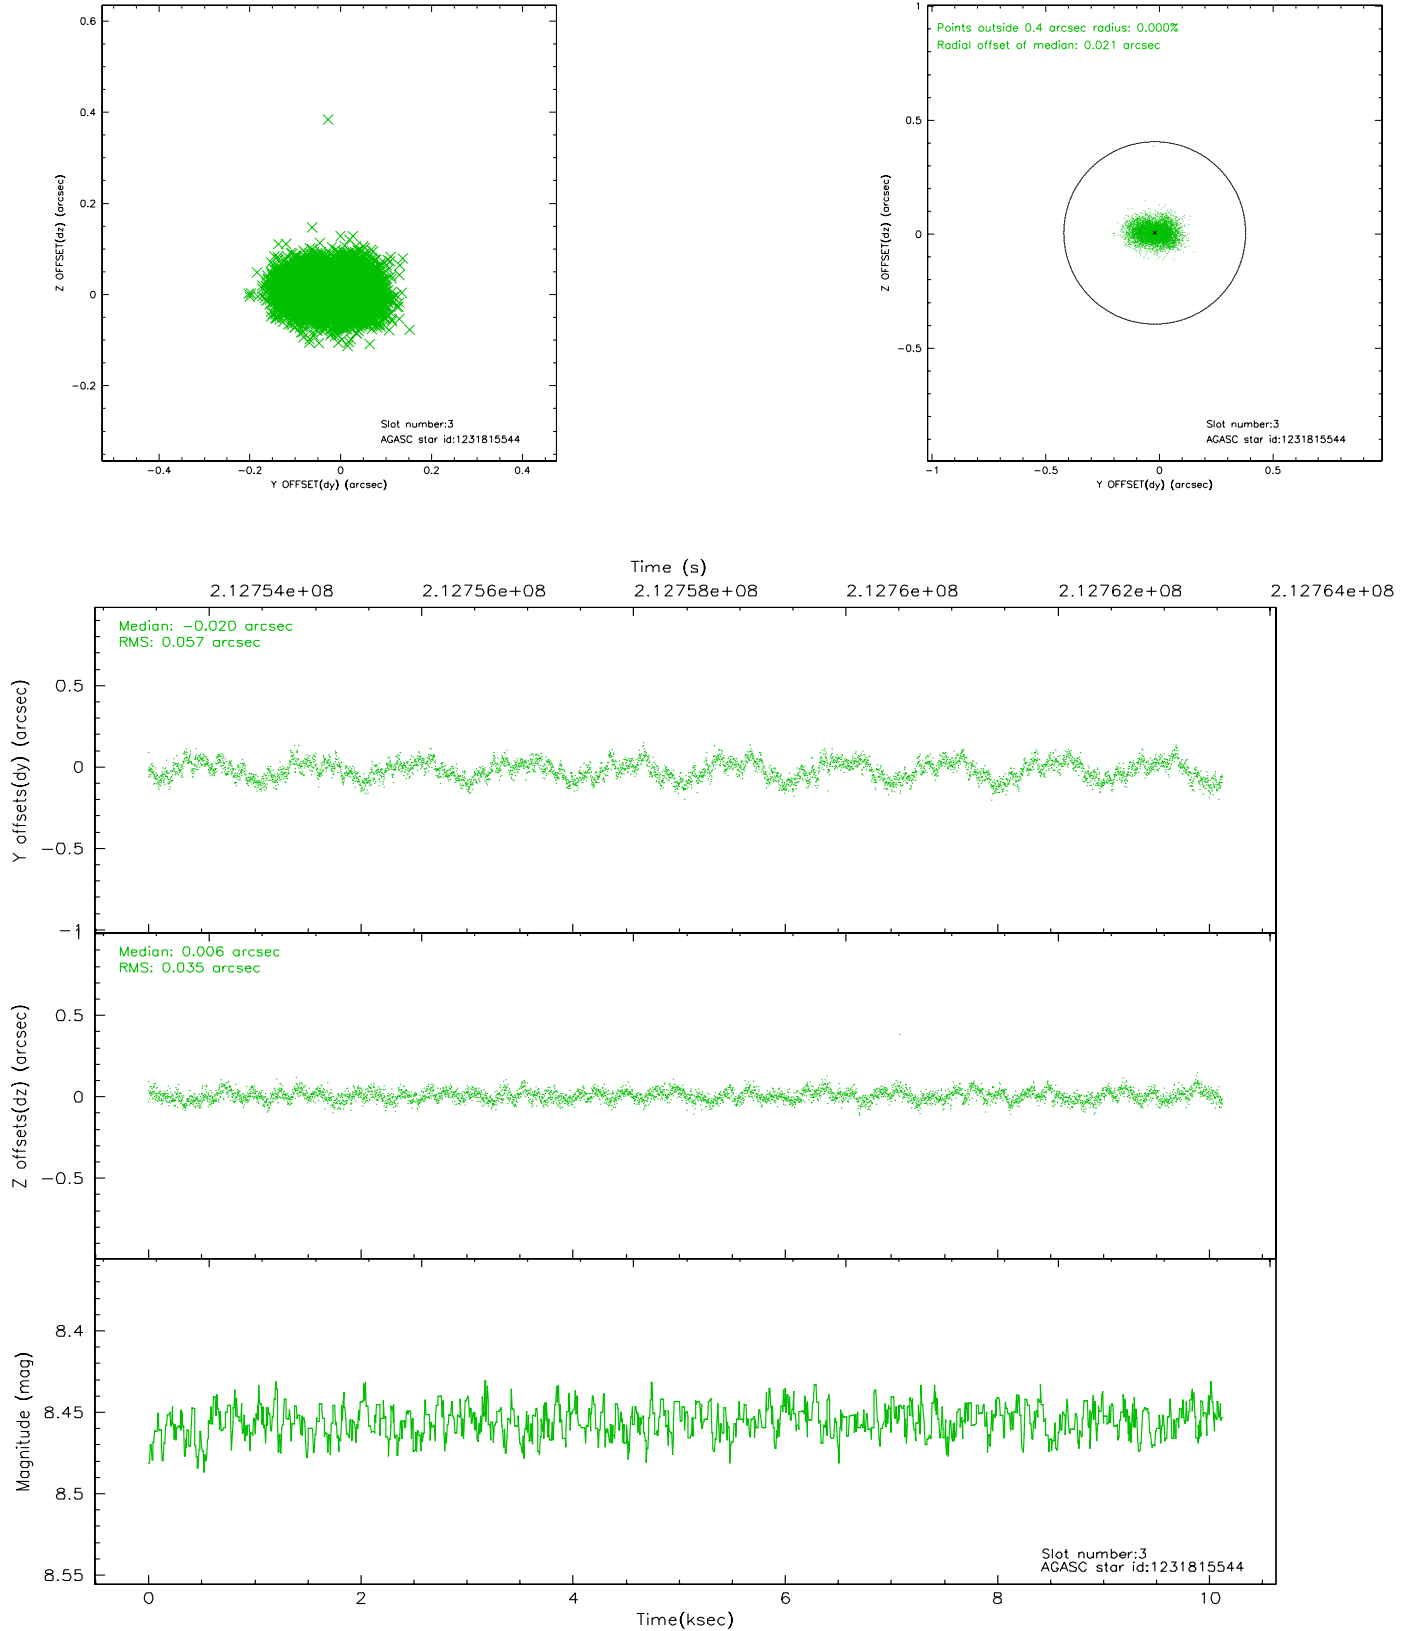 0.6
0.4
0.2
0
−0.2
−0.4
−0.2
0
0.2
0.4
Z OFFSET(dz) (arcsec)
Y OFFSET(dy) (arcsec)
Slot number:3
AGASC star id:1231815544
Points outside 0.4 arcsec radius: 0.000%
Radial offset of median: 0.021 arcsec
1
0.5
0
−0.5
−1
−0.5
0
0.5
Z OFFSET(dz) (arcsec)
Y OFFSET(dy) (arcsec)
Slot number:3
AGASC star id:1231815544
Time (s)
2.12754e+08 2.12756e+08 2.12758e+08 2.1276e+08 2.12762e+08 2.12764e+08
Median: −0.020 arcsec
RMS: 0.057 arcsec
0.5
0
−0.5
−1
Y offsets(dy) (arcsec)
Median: 0.006 arcsec
RMS: 0.035 arcsec
0.5
0
−0.5
Z offsets(dz) (arcsec)
8.4
8.45
8.5
8.55
Magnitude (mag)
Slot number:3
AGASC star id:1231815544
0 2 4 6 8 10
Time(ksec)